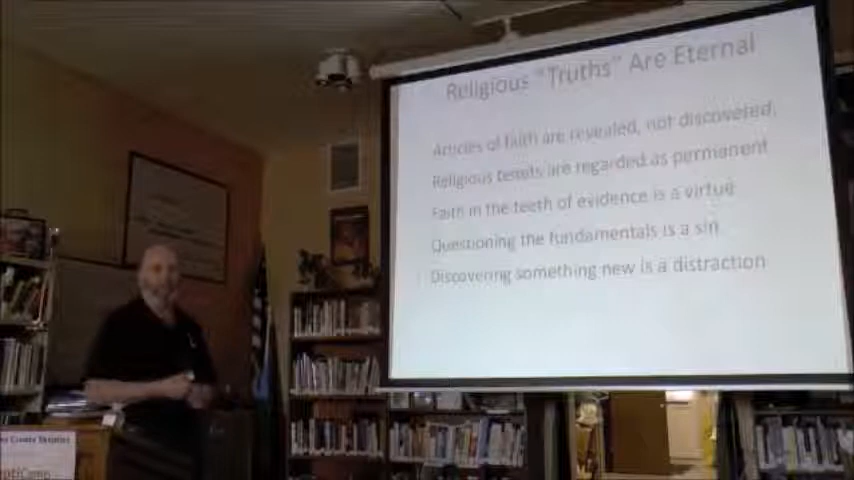 Religious "Truths" Are Eternal
Articles of faith are revealed, not discovered.
Religious tenets are regarded as permanent
Faith in the teeth of evidence is a virtue
Questioning the fundamentals is a sin
Discovering something new is a distraction